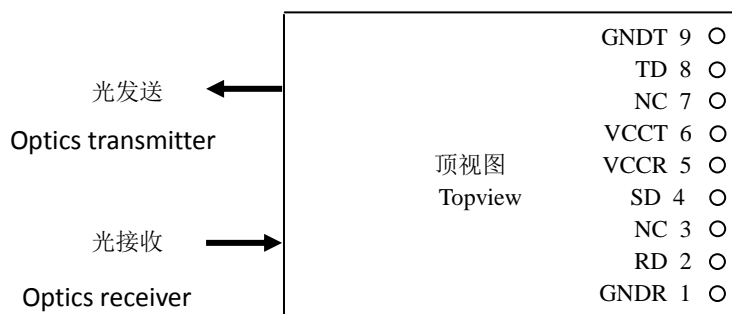 GNDT 9
TD 8
NC 7
VCCT 6
VCCR 5
SD 4
NC 3
RD 2
GNDR 1
光发送
Optics transmitter
顶视图
Topview
光接收
Optics receiver